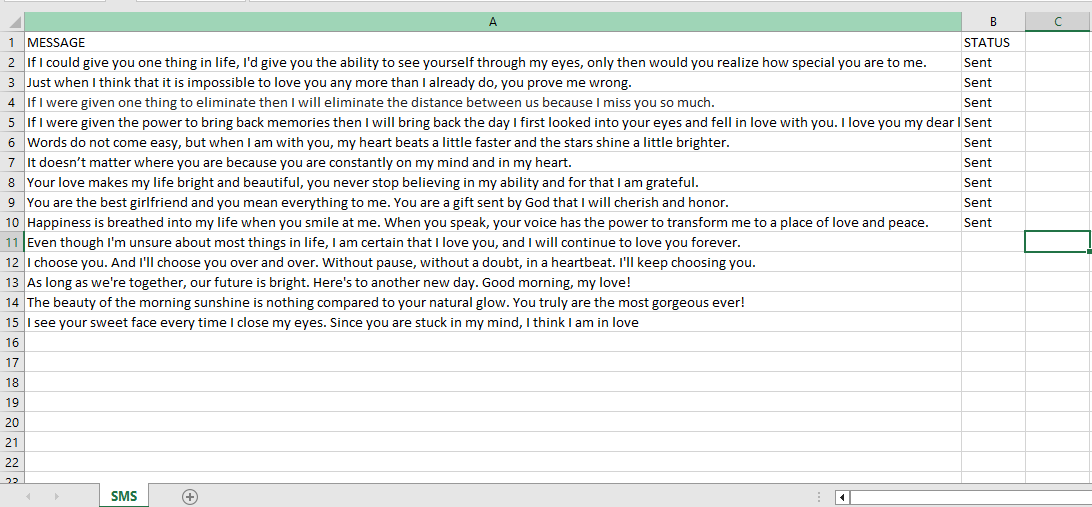 A B C
1 MESSAGE STATUS
2 If I could give you one thing in life, I'd give you the ability to see yourself through my eyes, only then would you realize how special you are to me. Sent
3 Just when I think that it is impossible to love you any more than I already do, you prove me wrong. Sent
4 If I were given one thing to eliminate then I will eliminate the distance between us because I miss you so much. Sent
5 If I were given the power to bring back memories then I will bring back the day I first looked into your eyes and fell in love with you. I love you my dear l Sent
6 Words do not come easy, but when I am with you, my heart beats a little faster and the stars shine a little brighter. Sent
7 It doesn’t matter where you are because you are constantly on my mind and in my heart. Sent
8 Your love makes my life bright and beautiful, you never stop believing in my ability and for that I am grateful. Sent
9 You are the best girlfriend and you mean everything to me. You are a gift sent by God that I will cherish and honor. Sent
10 Happiness is breathed into my life when you smile at me. When you speak, your voice has the power to transform me to a place of love and peace. Sent
11 Even though I'm unsure about most things in life, I am certain that I love you, and I will continue to love you forever.
12 I choose you. And I'll choose you over and over. Without pause, without a doubt, in a heartbeat. I'll keep choosing you.
13 As long as we're together, our future is bright. Here's to another new day. Good morning, my love!
14 The beauty of the morning sunshine is nothing compared to your natural glow. You truly are the most gorgeous ever!
15 I see your sweet face every time I close my eyes. Since you are stuck in my mind, I think I am in love
16
17
18
19
20
21
22
23
SMS